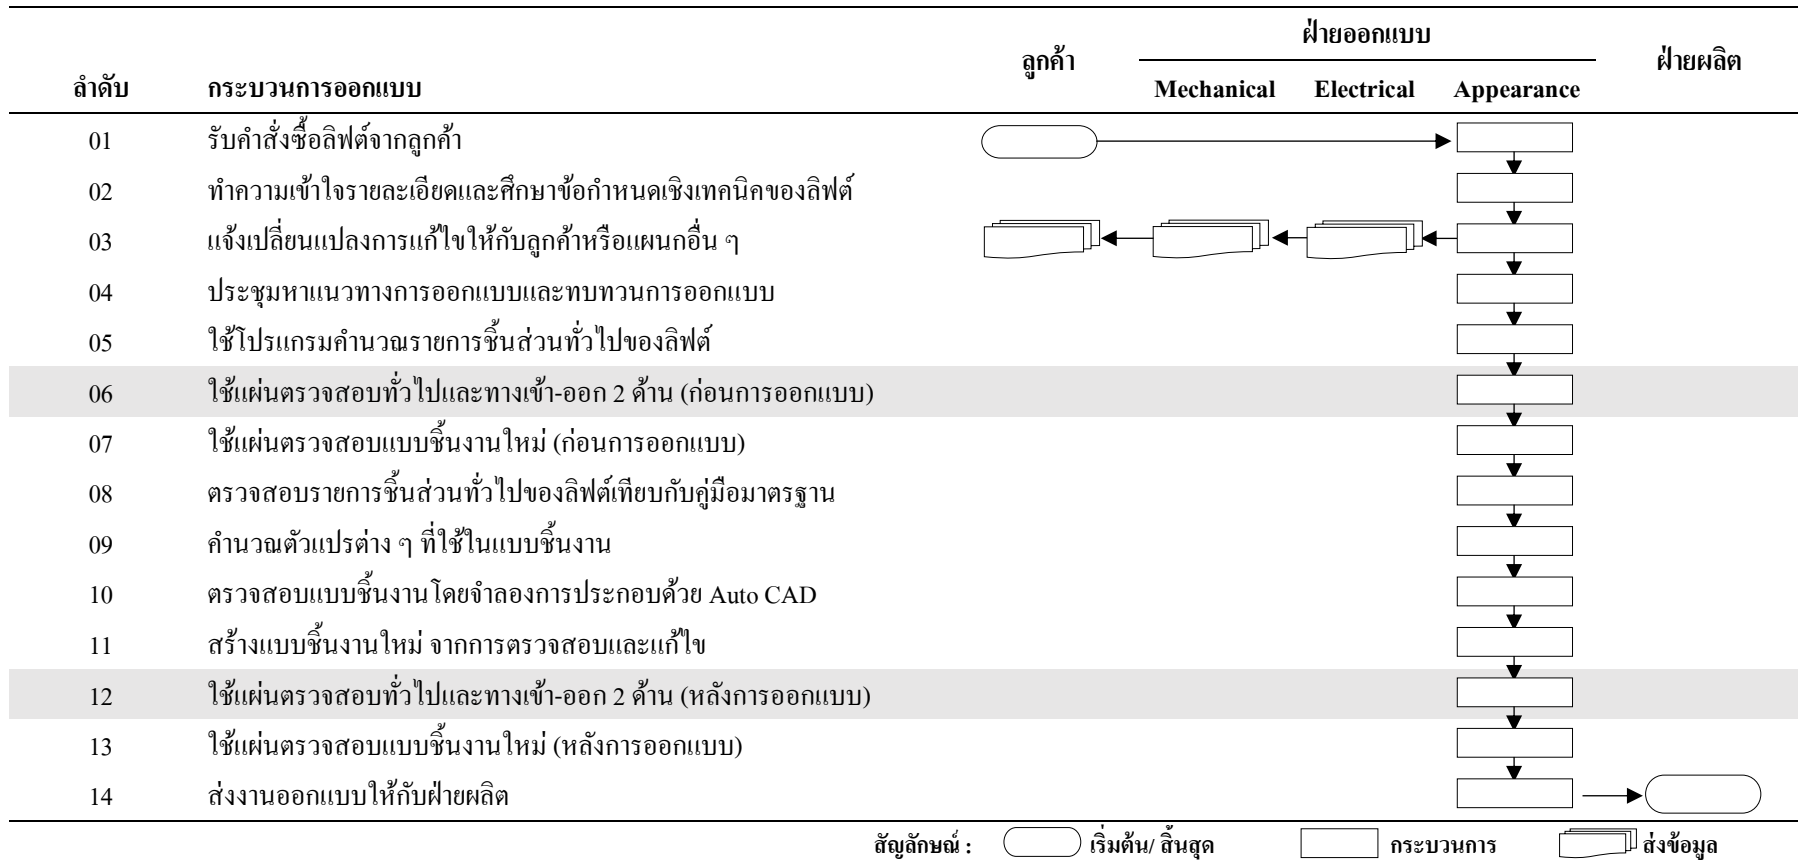 ลำดับ กระบวนการออกแบบ ลูกค้า ฝ่ายออกแบบ ฝ่ายผลิต
Mechanical Electrical Appearance
01 รับคำสั่งซื้อลิฟต์จากลูกค้า
02 ทำความเข้าใจรายละเอียดและศึกษาข้อกำหนดเชิงเทคนิคของลิฟต์
03 แจ้งเปลี่ยนแปลงการแก้ไขให้กับลูกค้าหรือแผนกอื่น ๆ
04 ประชุมหาแนวทางการออกแบบและทบทวนการออกแบบ
05 ใช้โปรแกรมคำนวณรายการชิ้นส่วนทั่วไปของลิฟต์
06 ใช้แผ่นตรวจสอบทั่วไปและทางเข้า-ออก 2 ด้าน (ก่อนการออกแบบ)
07 ใช้แผ่นตรวจสอบแบบชิ้นงานใหม่ (ก่อนการออกแบบ)
08 ตรวจสอบรายการชิ้นส่วนทั่วไปของลิฟต์เทียบกับคู่มือมาตรฐาน
09 คำนวณตัวแปรต่าง ๆ ที่ใช้ในแบบชิ้นงาน
10 ตรวจสอบแบบชิ้นงานโดยจำลองการประกอบด้วย Auto CAD
11 สร้างแบบชิ้นงานใหม่ จากการตรวจสอบและแก้ไข
12 ใช้แผ่นตรวจสอบทั่วไปและทางเข้า-ออก 2 ด้าน (หลังการออกแบบ)
13 ใช้แผ่นตรวจสอบแบบชิ้นงานใหม่ (หลังการออกแบบ)
14 ส่งงานออกแบบให้กับฝ่ายผลิต
สัญลักษณ์ : เริ่มต้น/ สิ้นสุด กระบวนการ ส่งข้อมูล